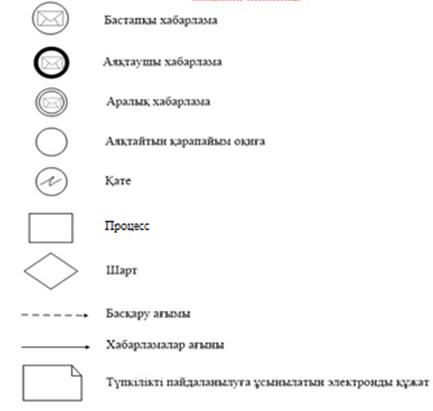 Бастапқы хабарлама
Аяқтаушы хабарлама
Аралық хабарлама
Аяқтайтын қарапайым оқиға
Қате
Процесс
Шарт
Басқару ағымы
Хабарламалар ағыны
Түпкілікті пайдаланылуға ұсынылатын электронды құжат